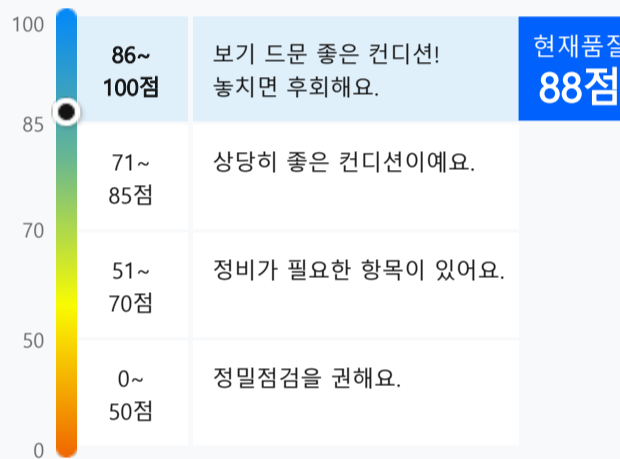 100
86~
100점
보기 드문 좋은 컨디션!
놓치면 후회해요.
현재품질
88점
85
71~
85점
상당히 좋은 컨디션이예요.
70
51~
70점
정비가 필요한 항목이 있어요.
50
0~
50점
정밀점검을 권해요.
0